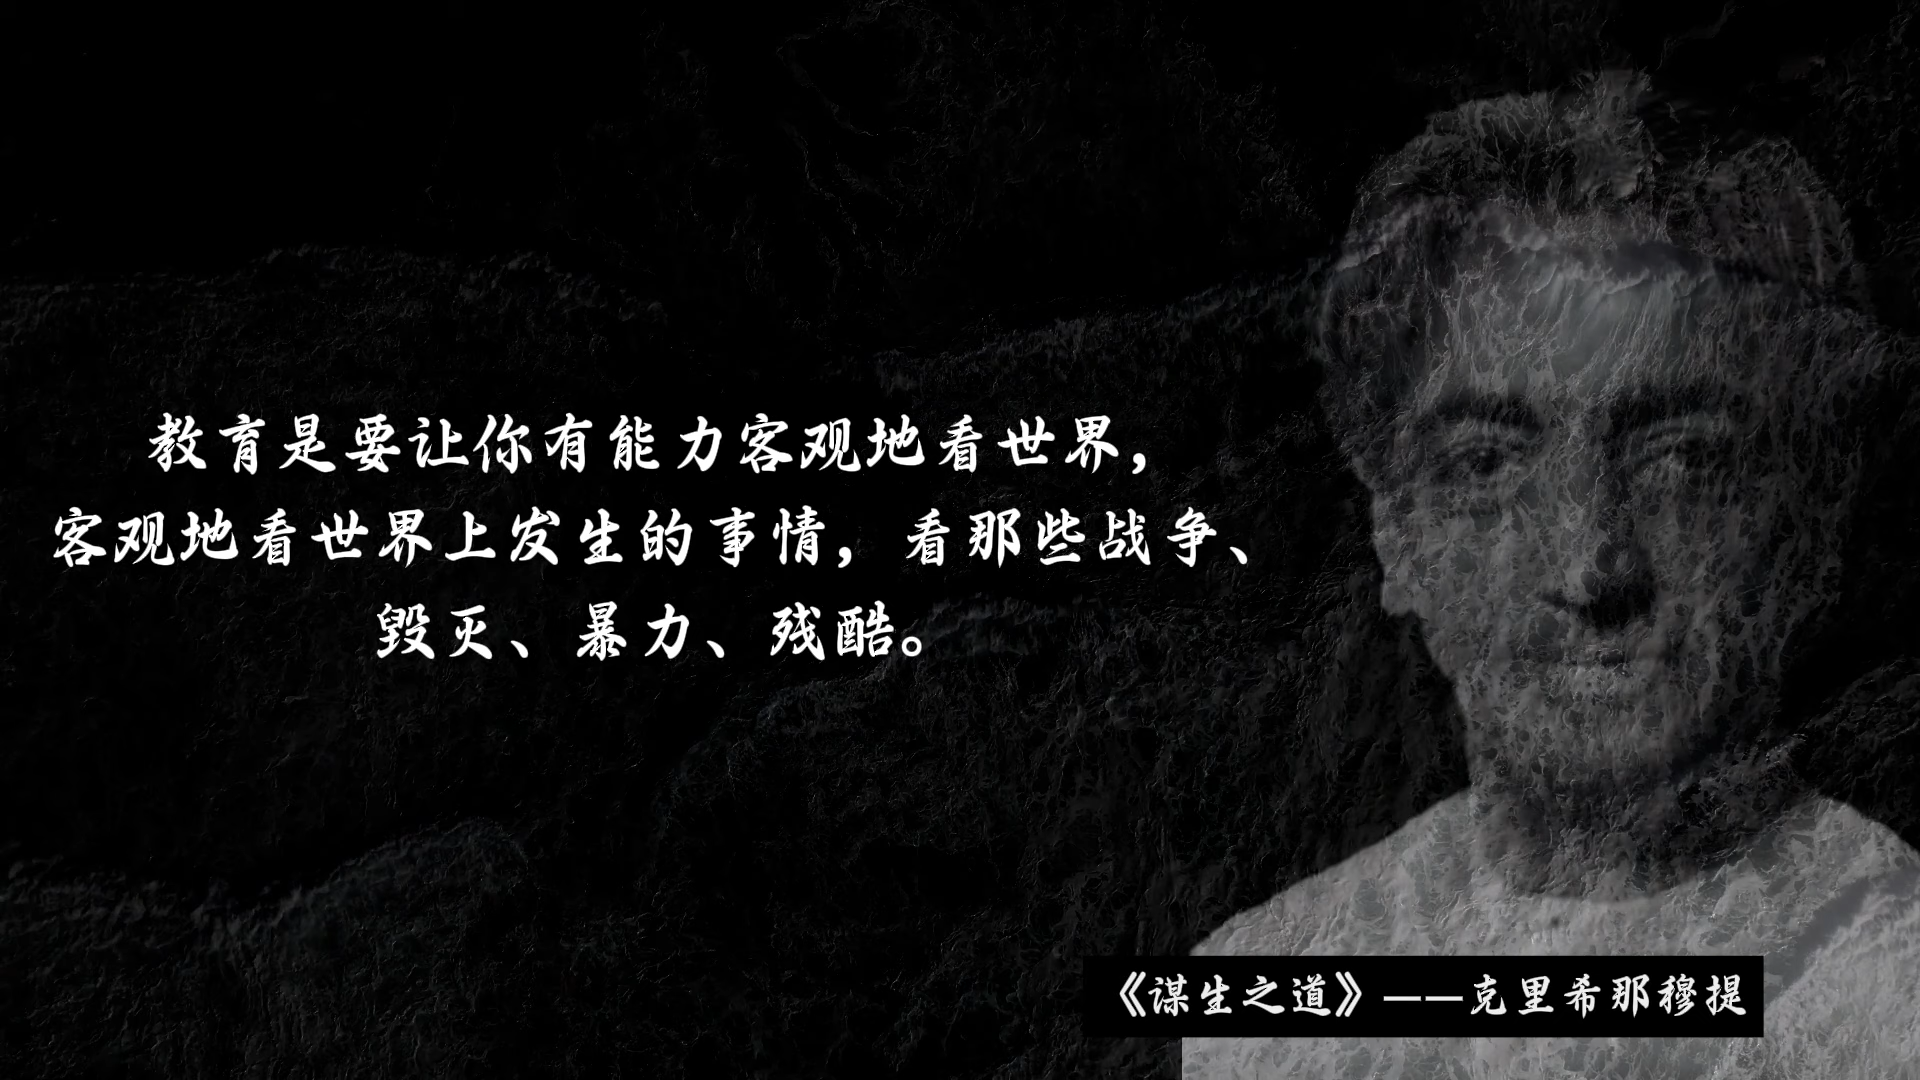 教育是要让你有能力客观地看世界，
客观地看世界上发生的事情，看那些战争、
毁灭、暴力、残酷。
《谋生之道》——克里希那穆提